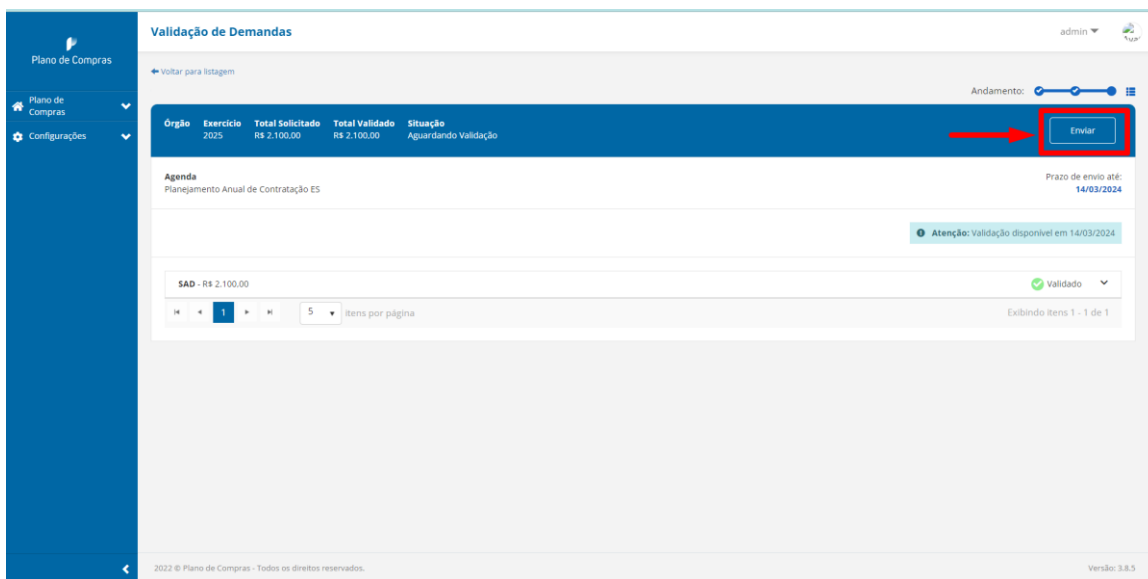 Plano de Compras
Plano de
Compras
Configurações
Validação de Demandas
admin
Voltar para listagem
Andamento:
Órgão Exercício Total Solicitado Total Validado Situação
2025 R$ 2.100,00 R$ 2.100,00 Aguardando Validação
Enviar
Agenda
Planejamento Anual de Contratação ES
Prazo de envio até:
14/03/2024
Atenção: Validação disponível em 14/03/2024
SAD - R$ 2.100,00
Validado
1
5
itens por página
Exibindo itens 1 - 1 de 1
2022 © Plano de Compras - Todos os direitos reservados.
Versão: 3.8.5